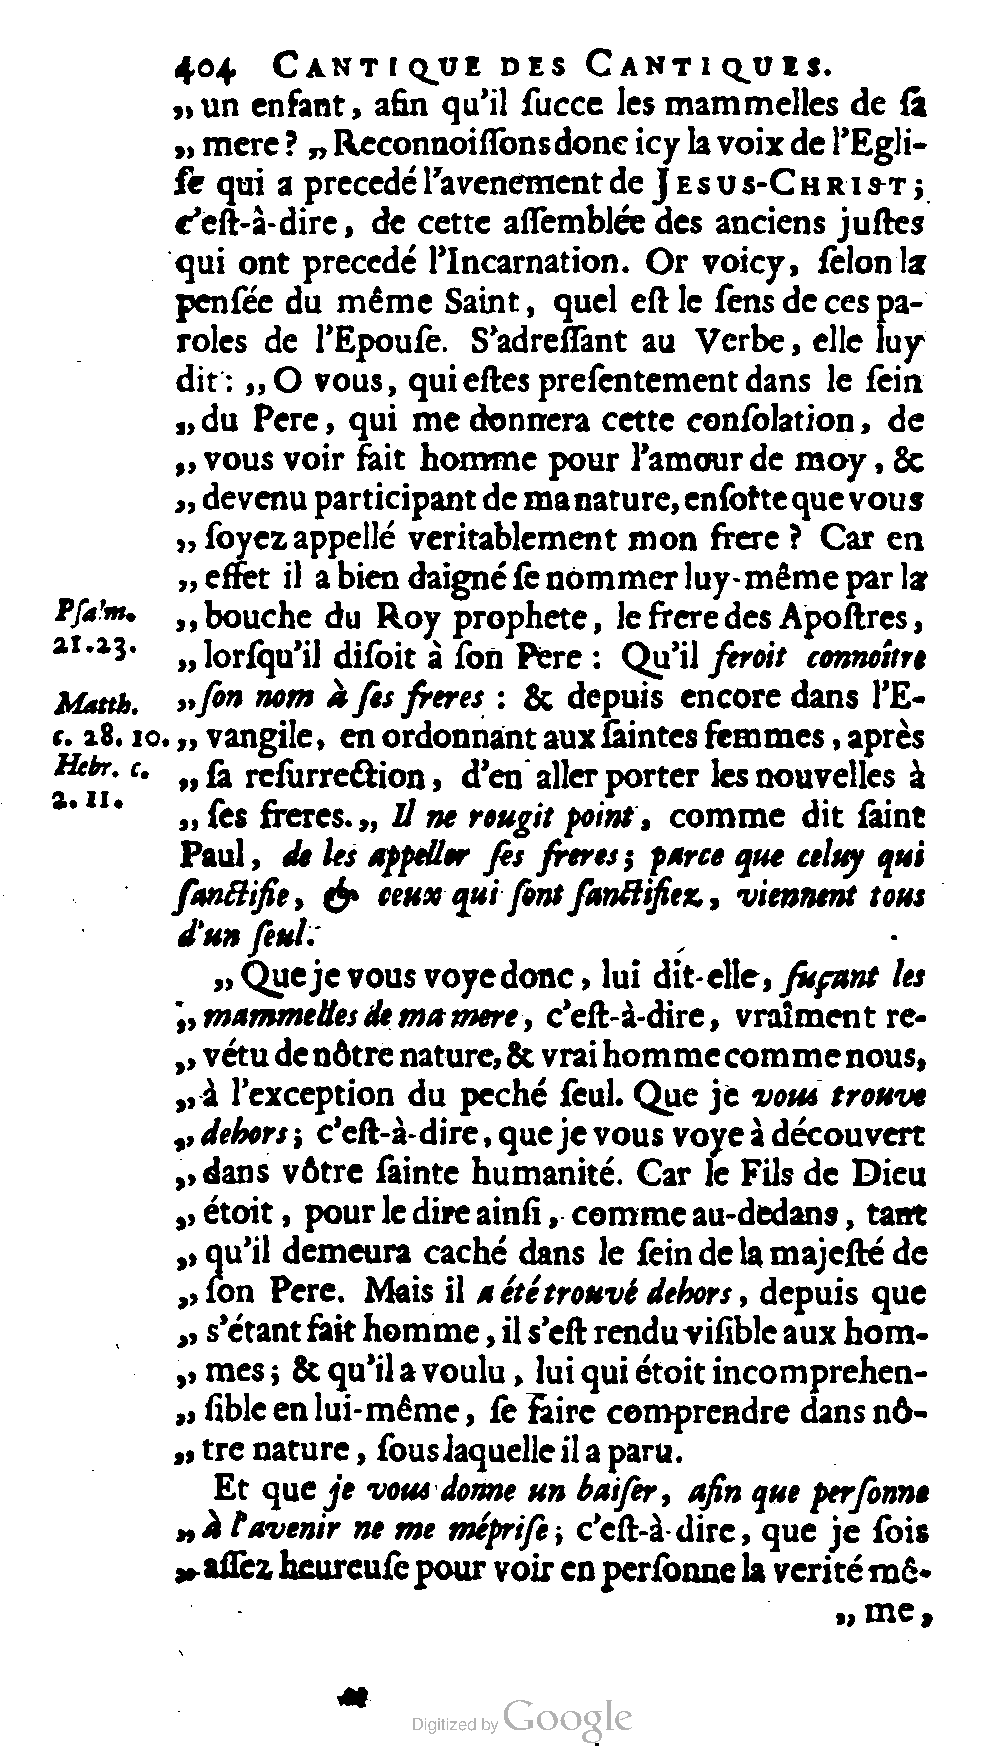 404 CANTIQUE DES CANTIQUES.
„ un enfant, afin qu'il ſucce les mammelles de ſa
„ mere? „ Reconnoiſſons donc icy la voix de l'Egli-
ſe qui a precedé l'avenement de JESUS-CHRIST;
c'eſt-à-dire, de cette aſſemblée des anciens juſtes
qui ont precedé l'Incarnation. Or voicy, ſelon la
penſée du même Saint, quel eſt le ſens de ces pa-
roles de l'Epouſe. S'adreſſant au Verbe, elle luy
dit: „ O vous, qui eſtes preſentement dans le ſein
„ du Pere, qui me donnera cette conſolation, de
„ vous voir fait homme pour l'amour de moy, &
„ devenu participant de ma nature, enſorte que vous
„ ſoyez appellé veritablement mon frere? Car en
„ effet il a bien daigné ſe nommer luy-même par la
Pſalm.
21.23.
„ bouche du Roy prophete, le frere des Apoſtres,
„ lorſqu'il diſoit à ſon Pere: Qu'il feroit connoître
Matth.
c. 28. 10.
„ ſon nom à ſes freres: & depuis encore dans l'E-
„ vangile, en ordonnant aux ſaintes femmes, après
Hebr. c.
2. 11.
„ ſa reſurrection, d'en aller porter les nouvelles à
„ ſes freres.„ Il ne rougit point, comme dit ſaint
Paul, de les appeller ſes freres; parce que celuy qui
ſanctifie, & ceux qui ſont ſanctifiez, viennent tous
d'un ſeul.
„ Que je vous voye donc, lui dit-elle, ſuçant les
„ mammelles de ma mere, c'eſt-à-dire, vraîment re-
„ vétu de nôtre nature, & vrai homme comme nous,
„ à l'exception du peché ſeul. Que je vous trouve
„ dehors; c'eſt-à-dire, que je vous voye à découvert
„ dans vôtre ſainte humanité. Car le Fils de Dieu
„ étoit, pour le dire ainſi, comme au-dedans, tant
„ qu'il demeura caché dans le ſein de la majeſté de
„ ſon Pere. Mais il a été trouvé dehors, depuis que
„ s'étant fait homme, il s'eſt rendu viſible aux hom-
„ mes; & qu'il a voulu, lui qui étoit incomprehen-
„ ſible en lui-même, ſe faire comprendre dans nô-
„ tre nature, ſous laquelle il a paru.
Et que je vous donne un baiſer, afin que perſonne
„ à l'avenir ne me mépriſe; c'eſt-à-dire, que je ſois
„ aſſez heureuſe pour voir en perſonne la verité mê-
„ me,
Digitized by Google